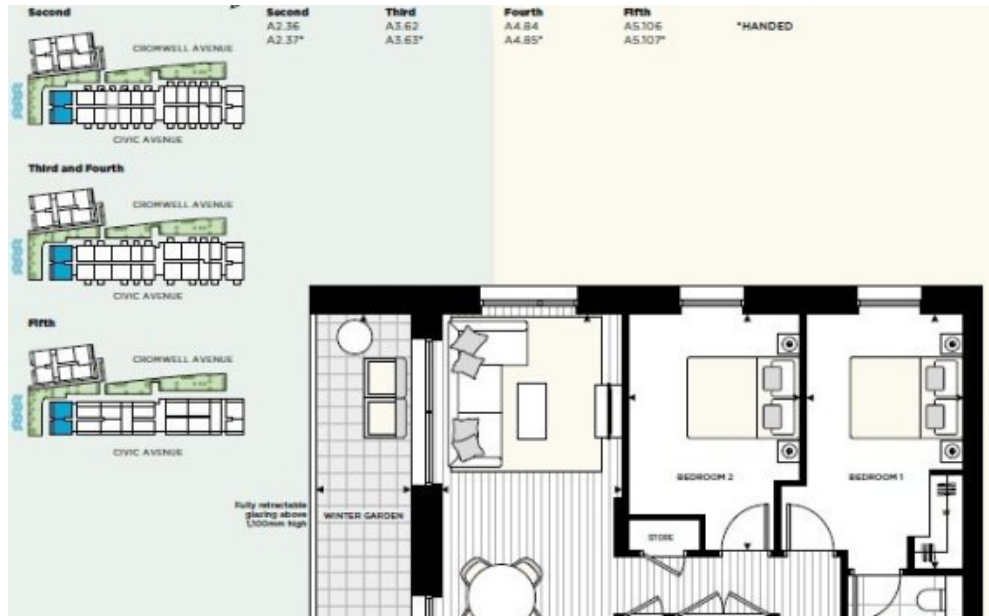 Second
CROMWELL AVENUE
CIVIC AVENUE
Third and Fourth
CROMWELL AVENUE
CIVIC AVENUE
Fifth
CROMWELL AVENUE
CIVIC AVENUE
Second Third Fourth Fifth
A2.36 A3.62 A4.84 A5.106 *HANDED
A2.37* A3.63* A4.85* A5.107*
Fully retractable
glazing above
1,100mm high
WINTER GARDEN
BEDROOM 2
BEDROOM 1
STORE
W